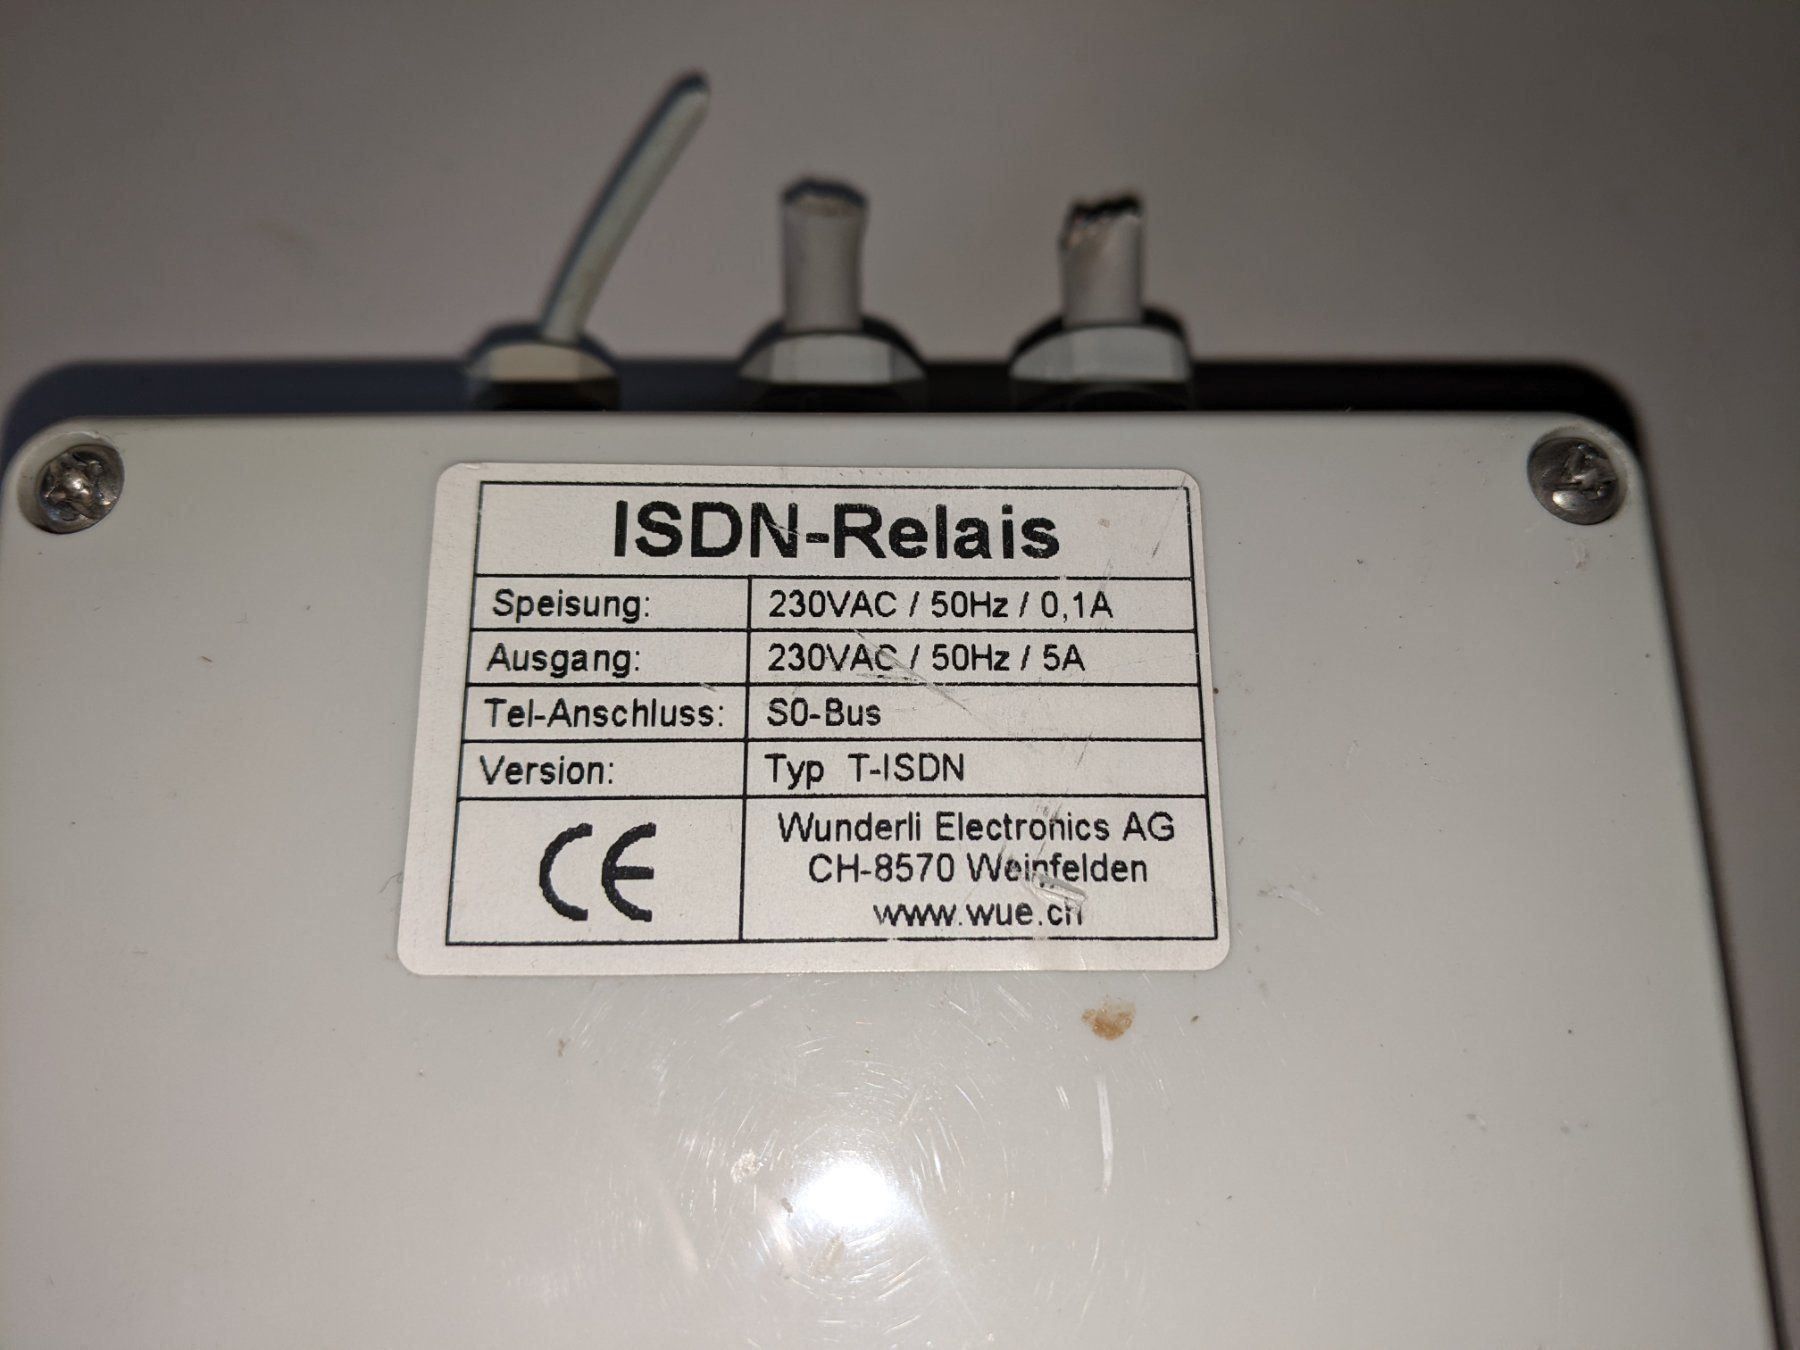 ISDN-Relais
Speisung: 230VAC / 50Hz / 0,1A
Ausgang: 230VAC / 50Hz / 5A
Tel-Anschluss: S0-Bus
Version: Typ T-ISDN
CE Wunderli Electronics AG
CH-8570 Weinfelden
www.wue.ch